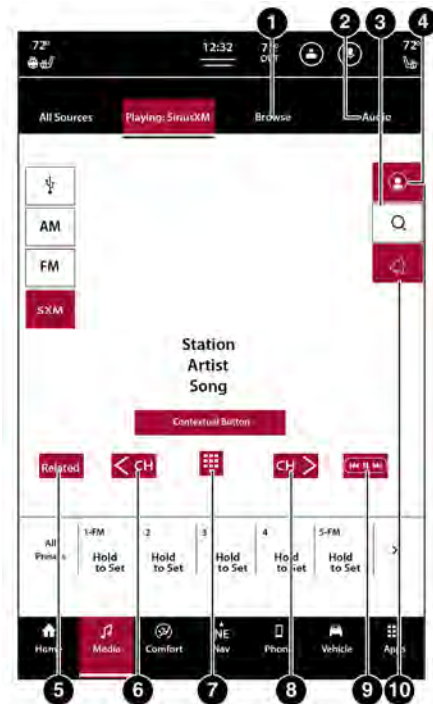 1 2 3 4
72° 12:32 72°
OUT
All Sources Playing: SiriusXM Browse Audio
AM
FM
SXM
Station
Artist
Song
Contextual Button
Related < CH CH >
All Presets
1-FM 2 3 4 5-FM >
Hold to Set Hold to Set Hold to Set Hold to Set Hold to Set
Home Media Comfort Nav Phone Vehicle Apps
NE
5 6 7 8 9 10